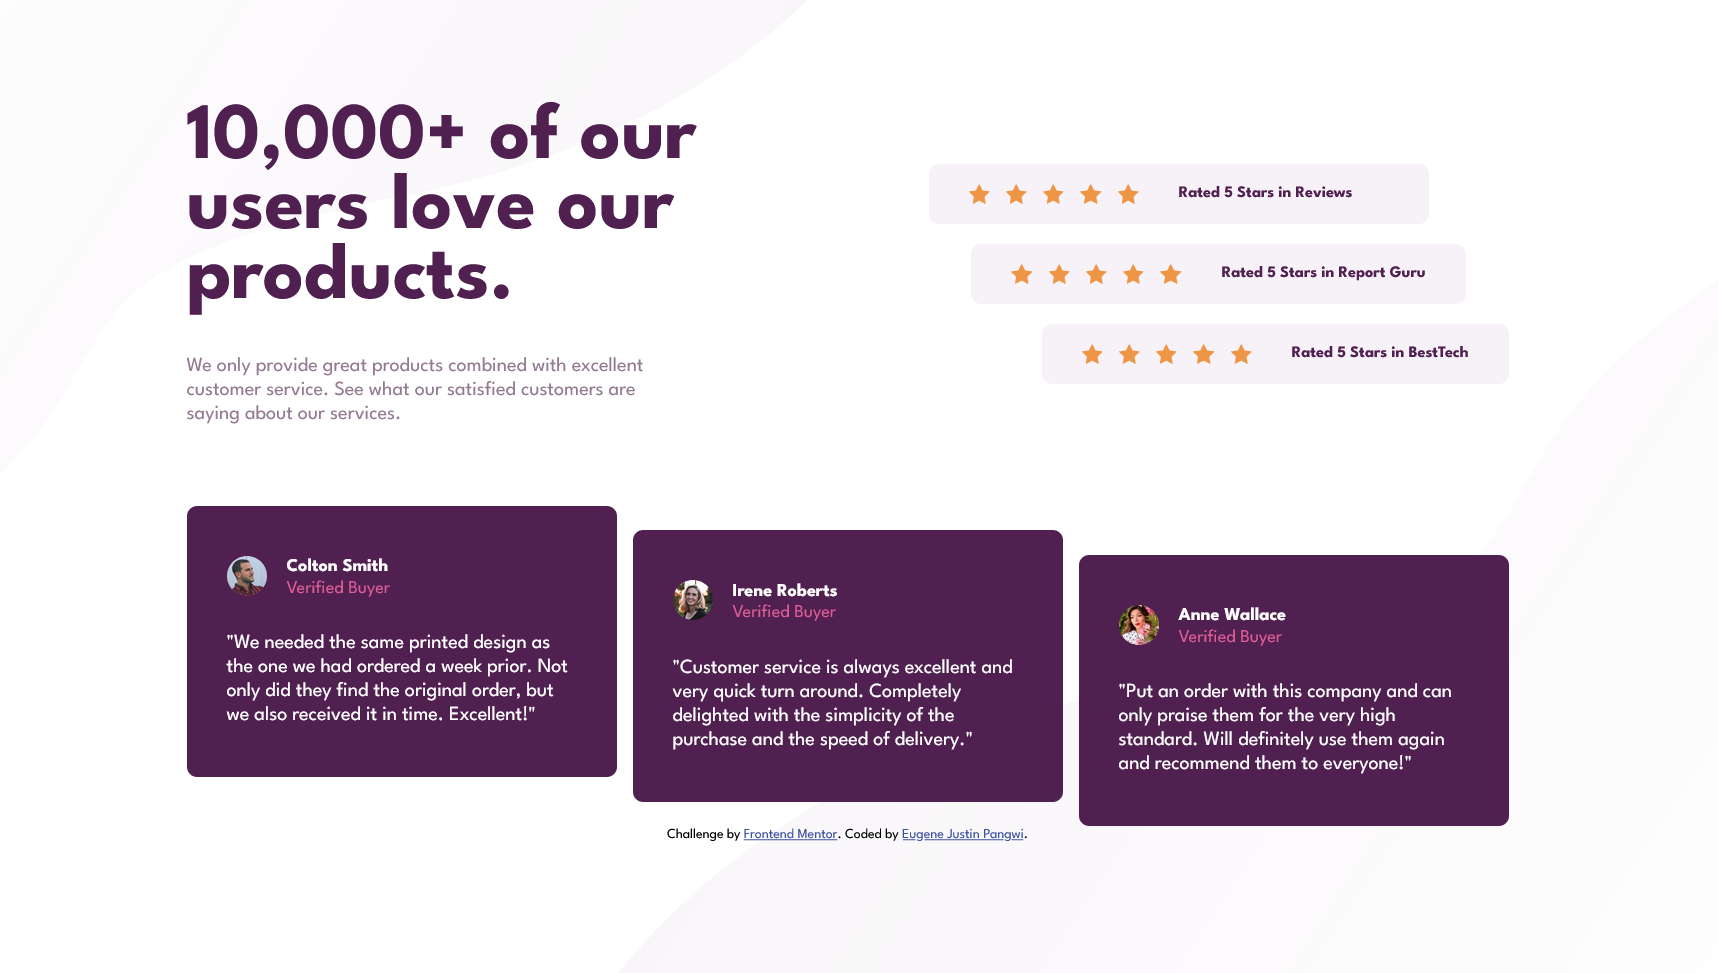 10,000+ of our
users love our
products.
We only provide great products combined with excellent
customer service. See what our satisfied customers are
saying about our services.
Rated 5 Stars in Reviews
Rated 5 Stars in Report Guru
Rated 5 Stars in BestTech
Colton Smith
Verified Buyer
"We needed the same printed design as
the one we had ordered a week prior. Not
only did they find the original order, but
we also received it in time. Excellent!"
Irene Roberts
Verified Buyer
"Customer service is always excellent and
very quick turn around. Completely
delighted with the simplicity of the
purchase and the speed of delivery."
Anne Wallace
Verified Buyer
"Put an order with this company and can
only praise them for the very high
standard. Will definitely use them again
and recommend them to everyone!"
Challenge by Frontend Mentor. Coded by Eugene Justin Pangwi.